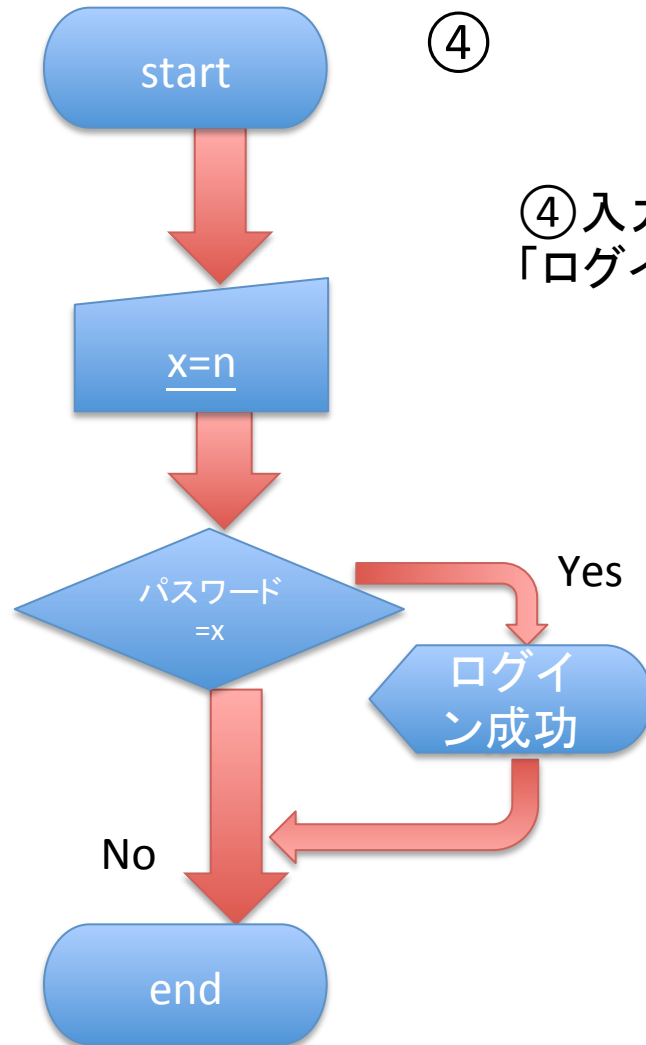 start
④
④入力
「ログイ
x=n
パスワード
=x
Yes
ログイ
ン成功
No
end